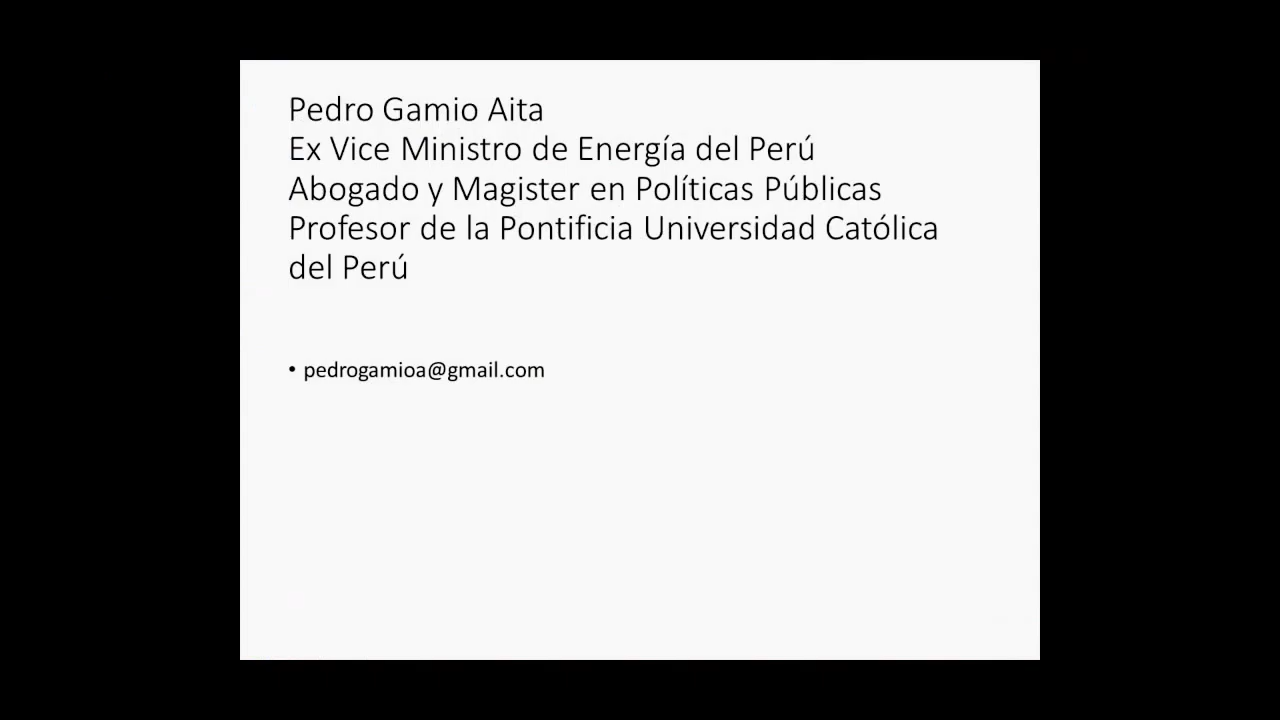 Pedro Gamio Aita
Ex Vice Ministro de Energía del Perú
Abogado y Magister en Políticas Públicas
Profesor de la Pontificia Universidad Católica
del Perú
• pedrogamioa@gmail.com